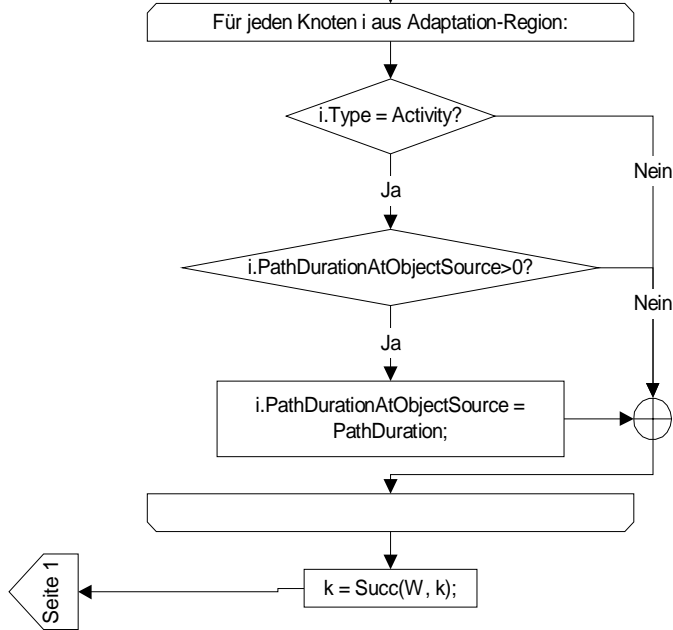 Für jeden Knoten i aus Adaptation-Region:
i.Type = Activity?
Nein
Ja
i.PathDurationAtObjectSource>0?
Nein
Ja
i.PathDurationAtObjectSource =
PathDuration;
k = Succ(W, k);
Seite 1